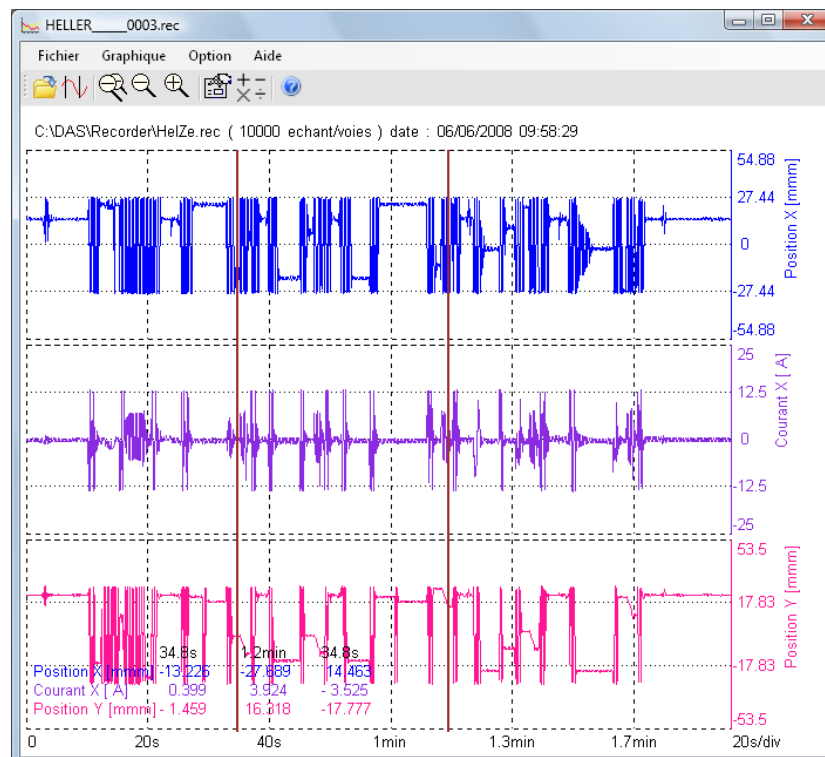 HELLER_____0003.rec
Fichier Graphique Option Aide
C:\DAS\Recorder\HelZe.rec ( 10000 echant/voies ) date : 06/06/2008 09:58:29
54.88
27.44
0
-27.44
-54.88
Position X [mmm]
25
12.5
0
-12.5
-25
Courant X [ A]
53.5
17.83
-17.83
-53.5
Position Y [mmm]
34.8s 1.2min 34.8s
Position X [mmm] -13.226 -27.689 14.463
Courant X [ A] 0.399 3.924 - 3.525
Position Y [mmm] - 1.459 16.318 -17.777
0 20s 40s 1min 1.3min 1.7min 20s/div